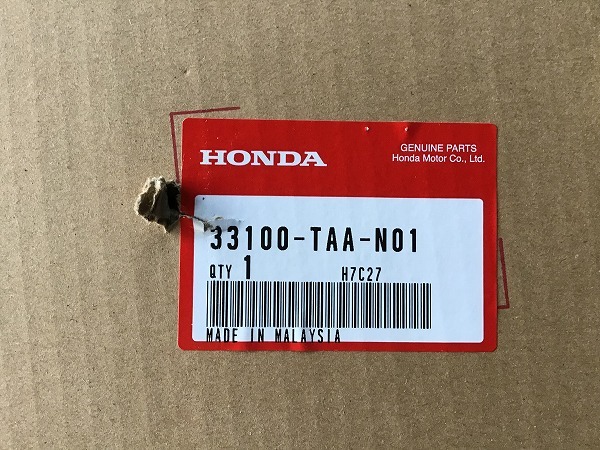 HONDA
GENUINE PARTS
Honda Motor Co., Ltd.
33100-TAA-N01
QTY 1 H7C27
MADE IN MALAYSIA